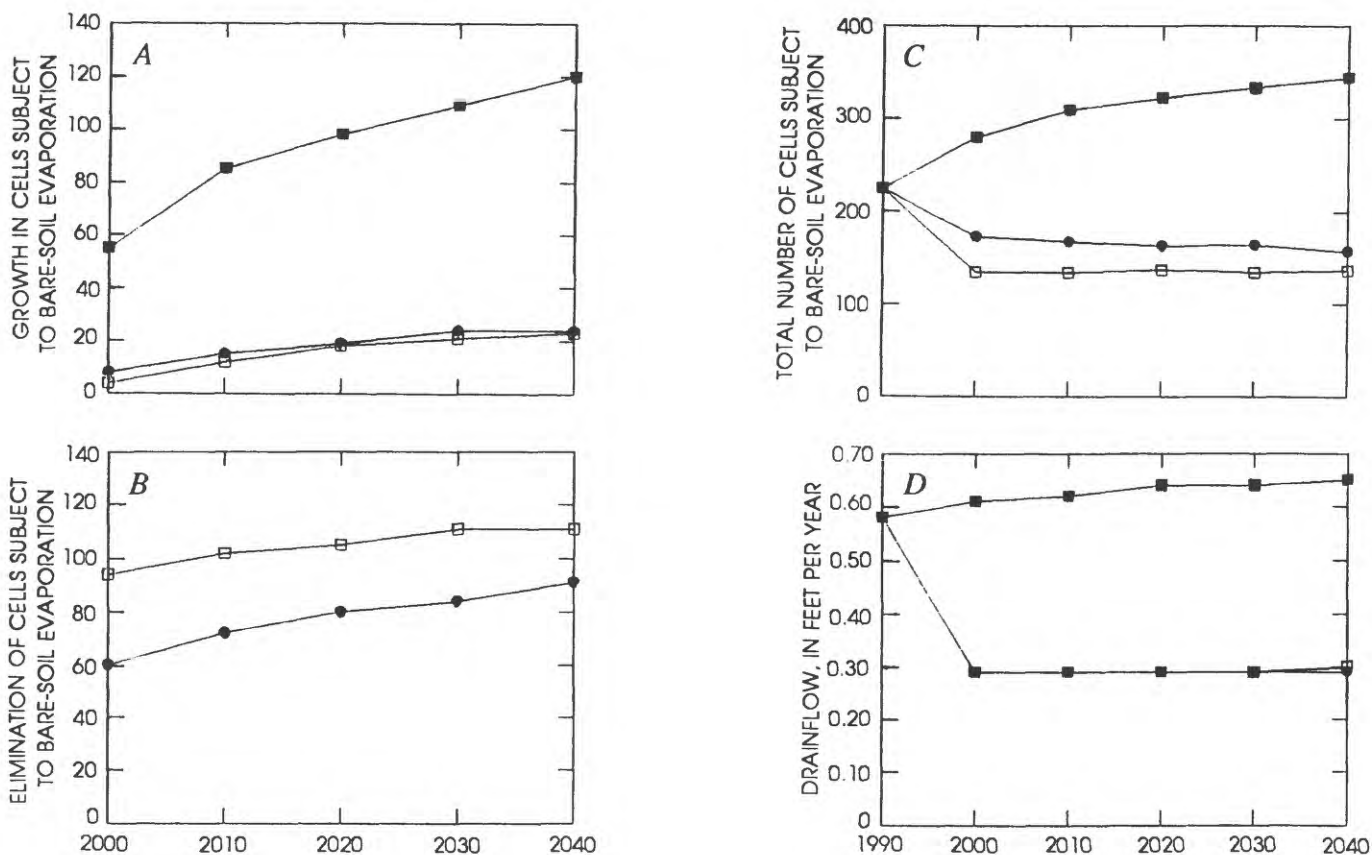 A
GROWTH IN CELLS SUBJECT
TO BARE-SOIL EVAPORATION
140
120
100
80
60
40
20
0
C
TOTAL NUMBER OF CELLS SUBJECT
TO BARE-SOIL EVAPORATION
400
300
200
100
0
B
ELIMINATION OF CELLS SUBJECT
TO BARE-SOIL EVAPORATION
140
120
100
80
60
40
20
0
2000 2010 2020 2030 2040
D
DRAINFLOW, IN FEET PER YEAR
0.70
0.60
0.50
0.40
0.30
0.20
0.10
0
1990 2000 2010 2020 2030 2040